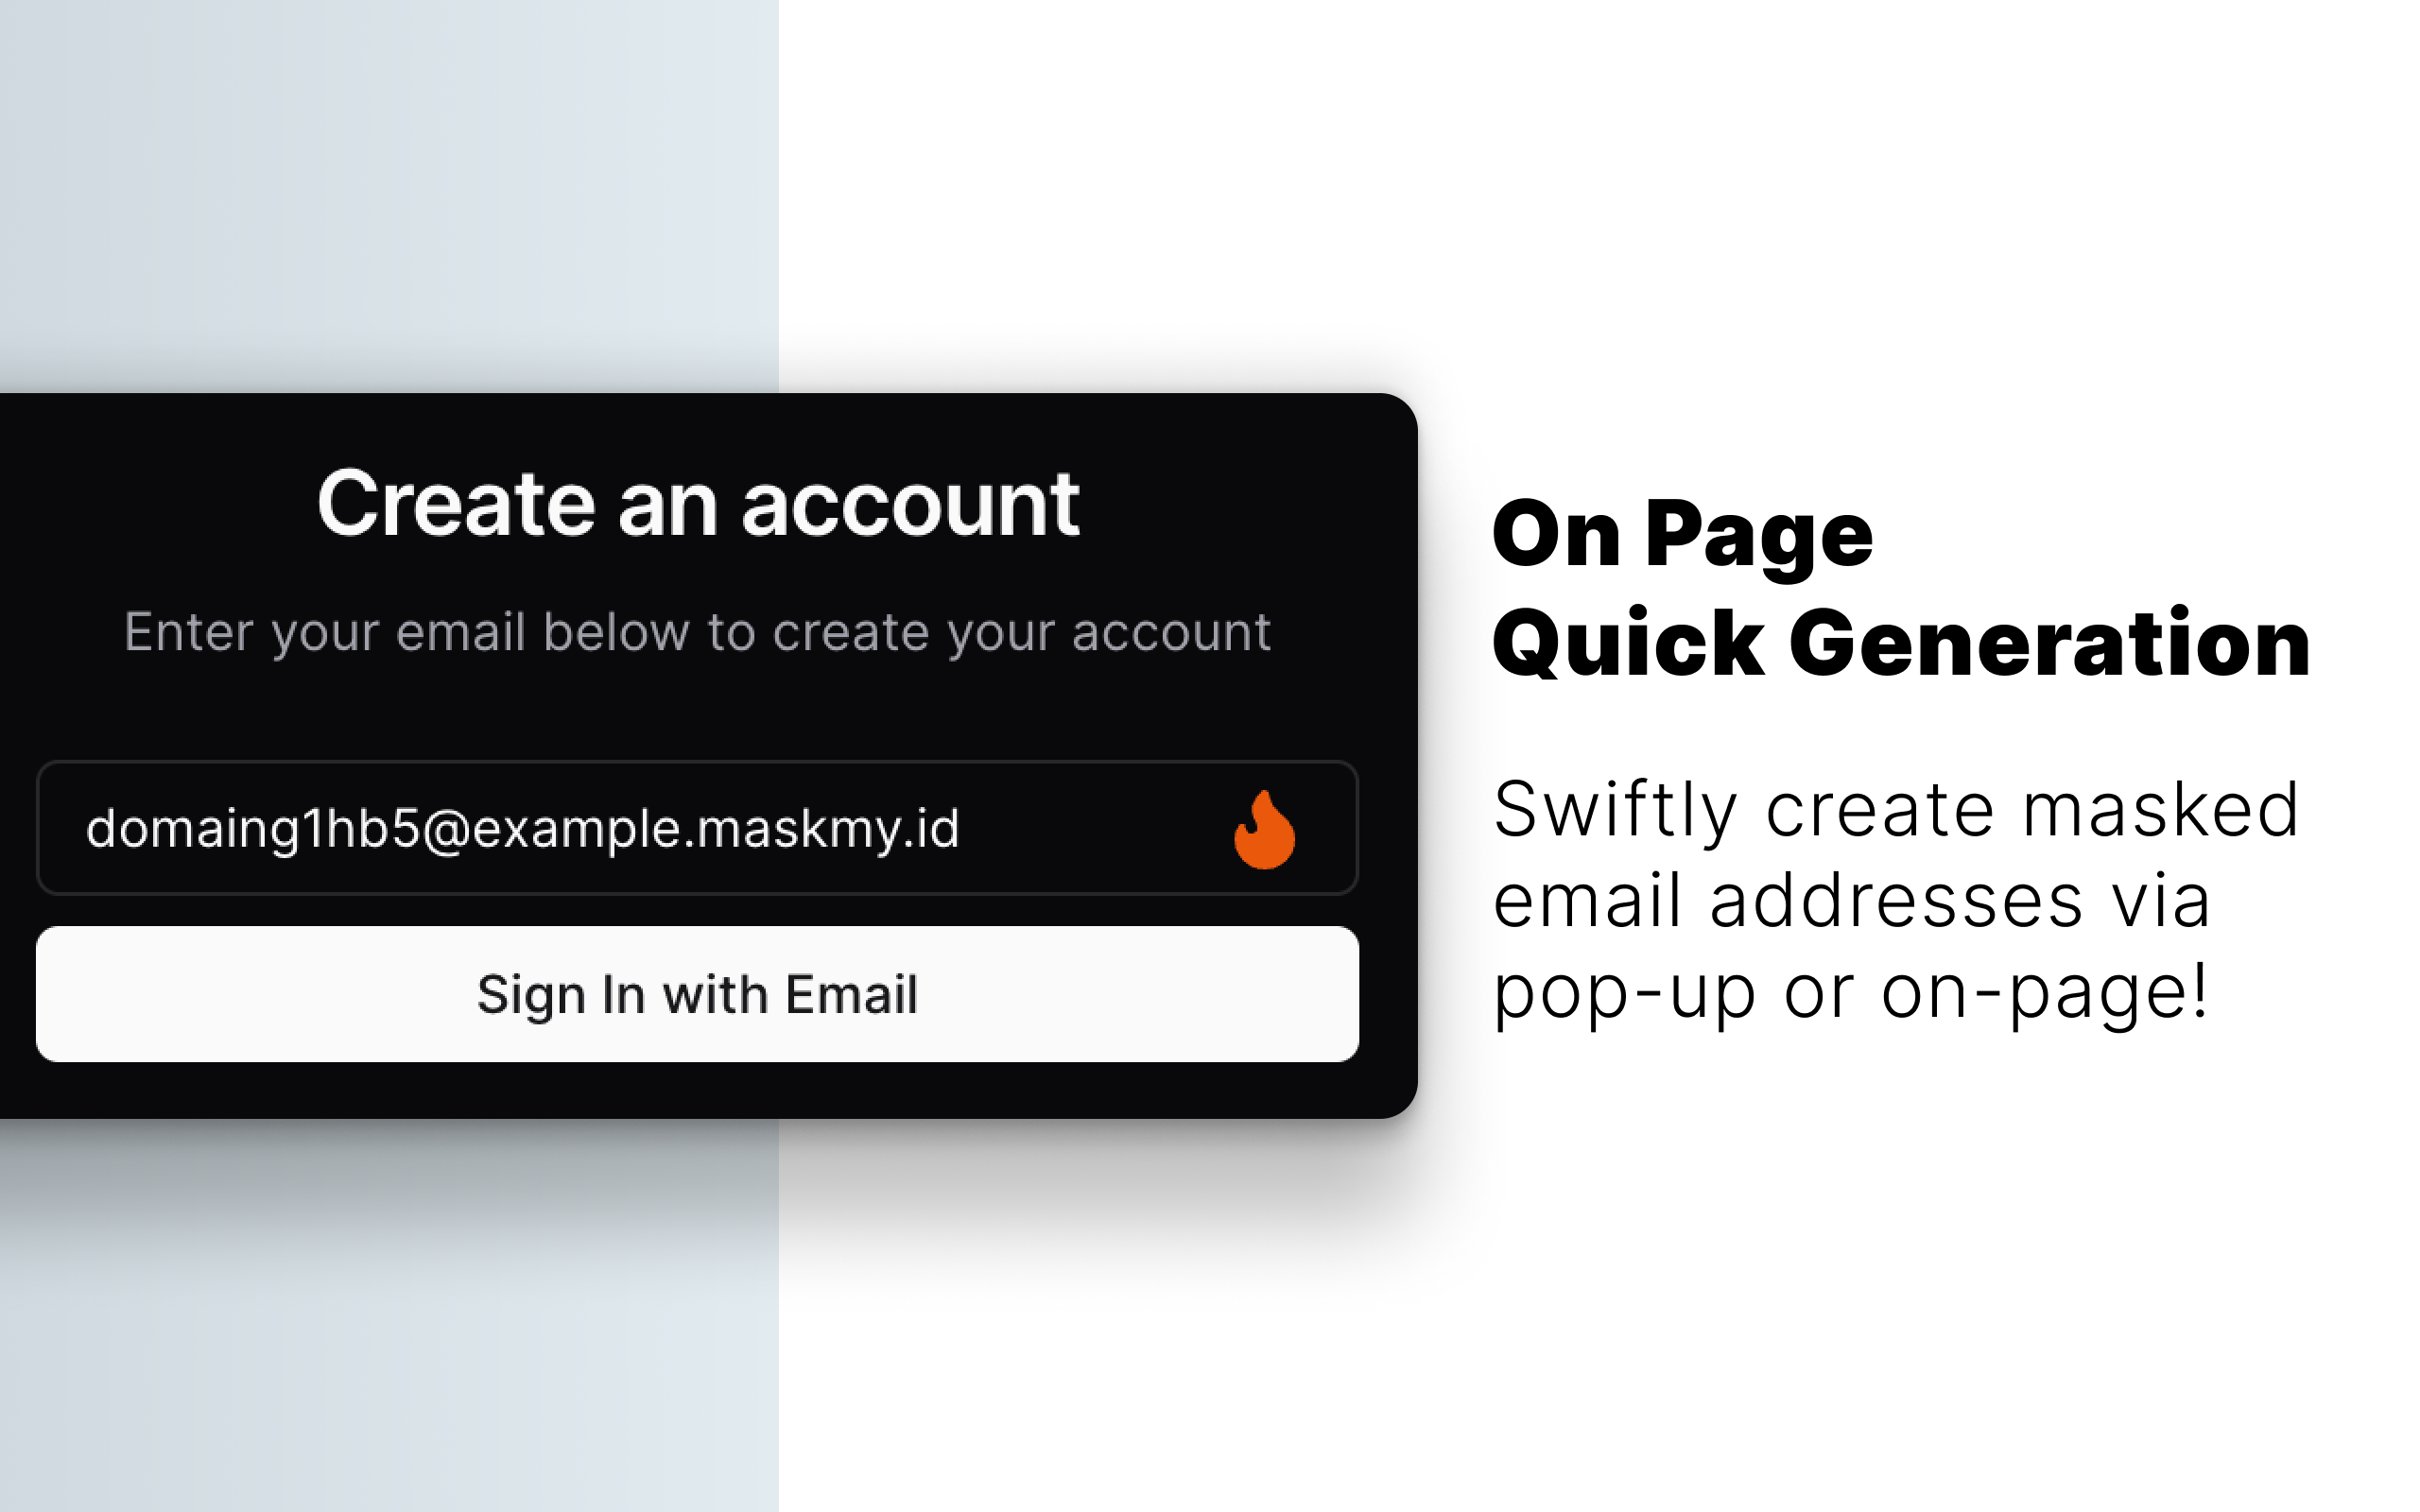 Create an account
Enter your email below to create your account
domaing1hb5@example.maskmy.id
Sign In with Email
On Page
Quick Generation
Swiftly create masked
email addresses via
pop-up or on-page!